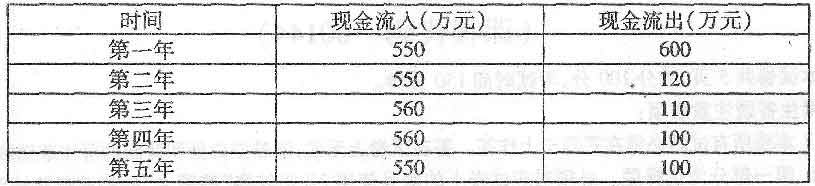 时间 现金流入(万元) 现金流出(万元)
第一年 550 600
第二年 550 120
第三年 560 110
第四年 560 100
第五年 550 100